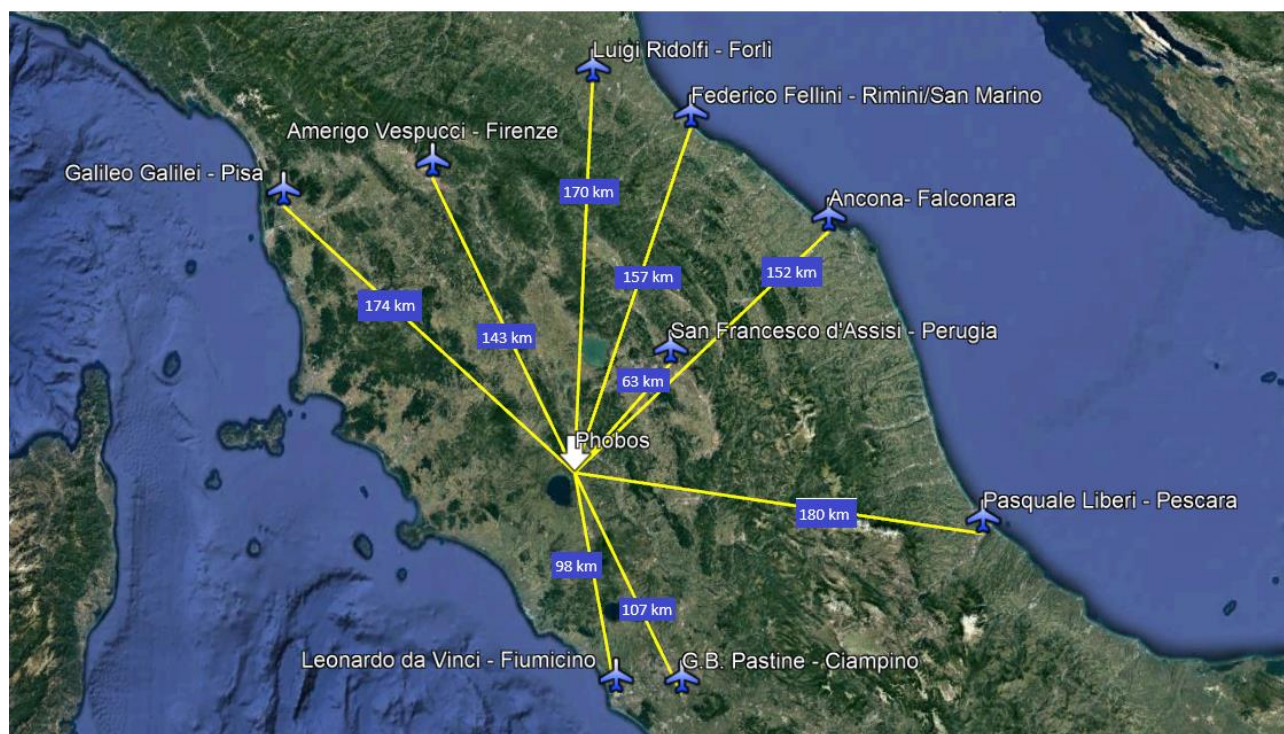 Luigi Ridolfi - Forlì
Federico Fellini - Rimini/San Marino
Amerigo Vespucci - Firenze
Galileo Galilei - Pisa
170 km
Ancona- Falconara
157 km
152 km
174 km
143 km
San Francesco d'Assisi - Perugia
63 km
Phobos
Pasquale Liberi - Pescara
180 km
98 km
107 km
Leonardo da Vinci - Fiumicino
G.B. Pastine - Ciampino